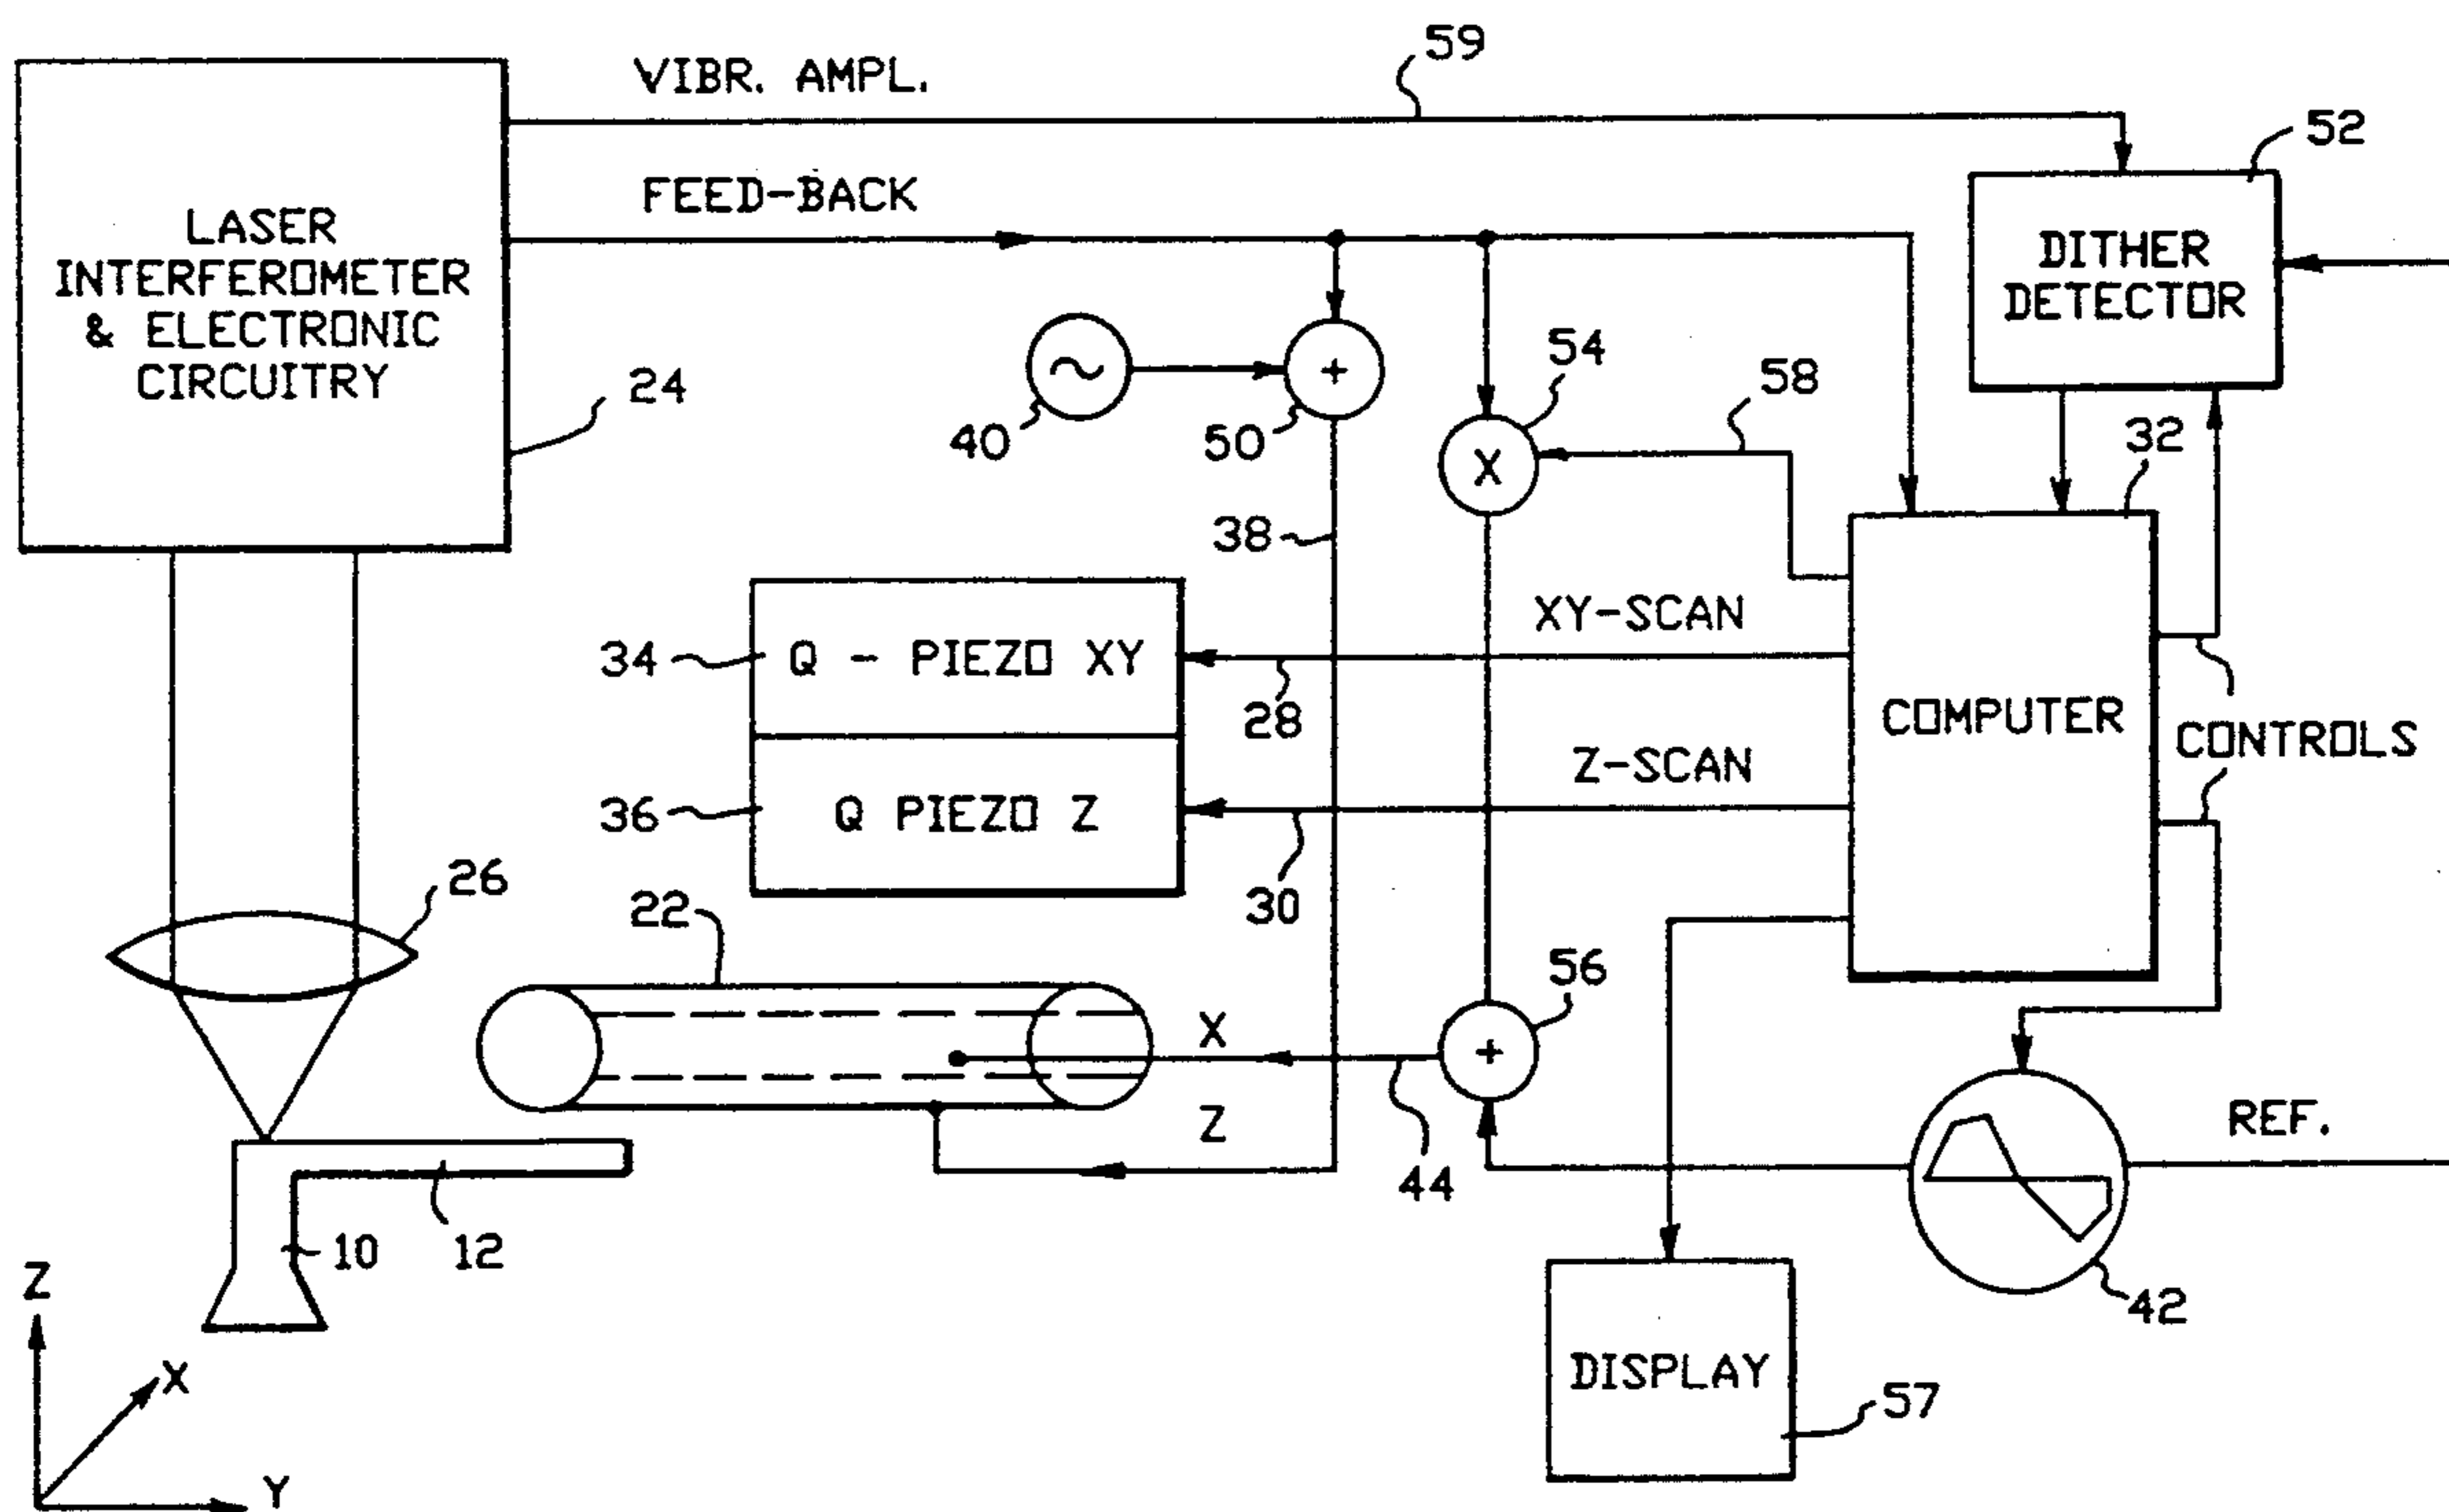 59
VIBR. AMPL.
52
FEED-BACK
LASER
INTERFEROMETER
& ELECTRONIC
CIRCUITRY
DITHER
DETECTOR
24
~
40
+
50
54
X
58
32
38
XY-SCAN
34
Q - PIEZO XY
28
COMPUTER
CONTROLS
Z-SCAN
36
Q PIEZO Z
30
26
22
56
+
X
Z
44
REF.
10
12
42
Z
X
Y
DISPLAY
57